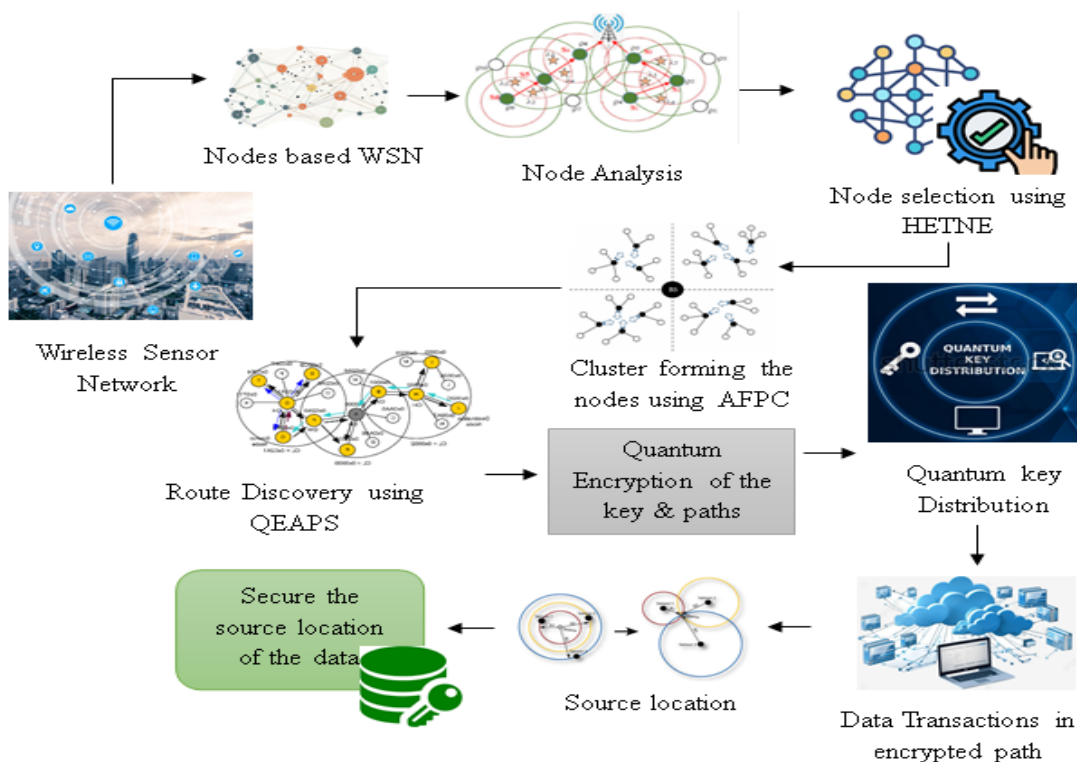 Nodes based WSN
Node Analysis
Node selection using
HETNE
Wireless Sensor
Network
BS
Cluster forming the
nodes using AFPC
QUANTUM
KEY
DISTRIBUTION
Route Discovery using
QEAPS
Quantum
Encryption of the
key & paths
Quantum key
Distribution
Secure the
source location
of the data
Source location
Data Transactions in
encrypted path